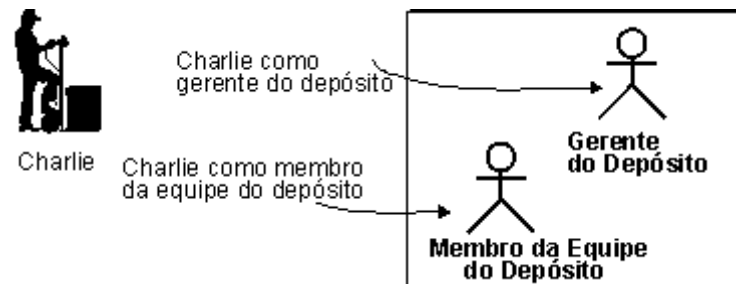 Charlie como
gerente do depósito
Gerente
do Depósito
Charlie
Charlie como membro
da equipe do depósito
Membro da Equipe
do Depósito